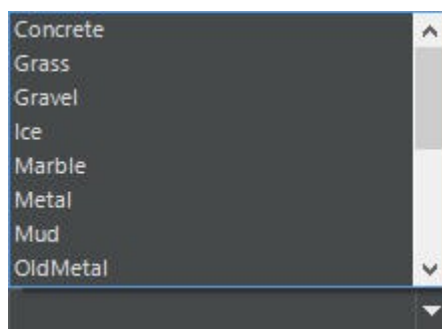 Concrete
Grass
Gravel
Ice
Marble
Metal
Mud
OldMetal